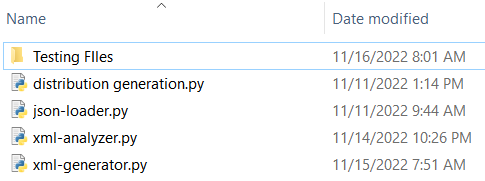 Name Date modified
Testing FIles 11/16/2022 8:01 AM
distribution generation.py 11/11/2022 1:14 PM
json-loader.py 11/11/2022 9:44 AM
xml-analyzer.py 11/14/2022 10:26 PM
xml-generator.py 11/15/2022 7:51 AM